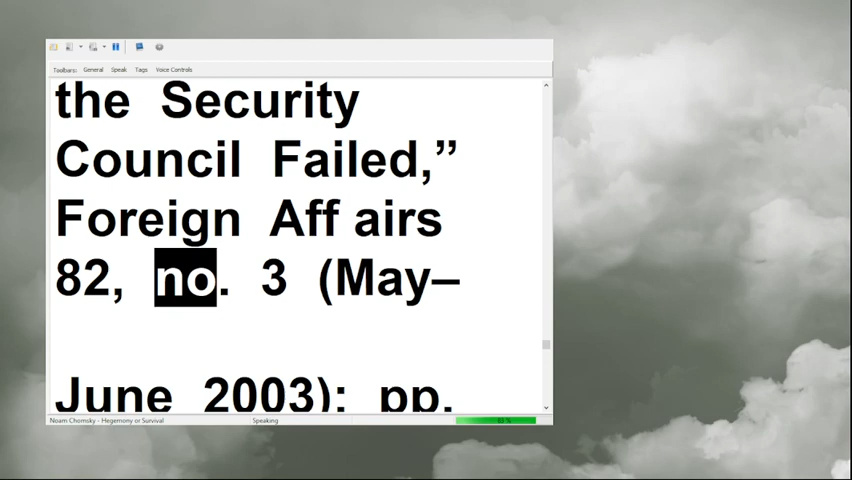 Toolbars: General Speak Tags Voice Controls
the Security
Council Failed,”
Foreign Aff airs
82, no. 3 (May–
June 2003): pp.
Noam Chomsky - Hegemony or Survival Speaking